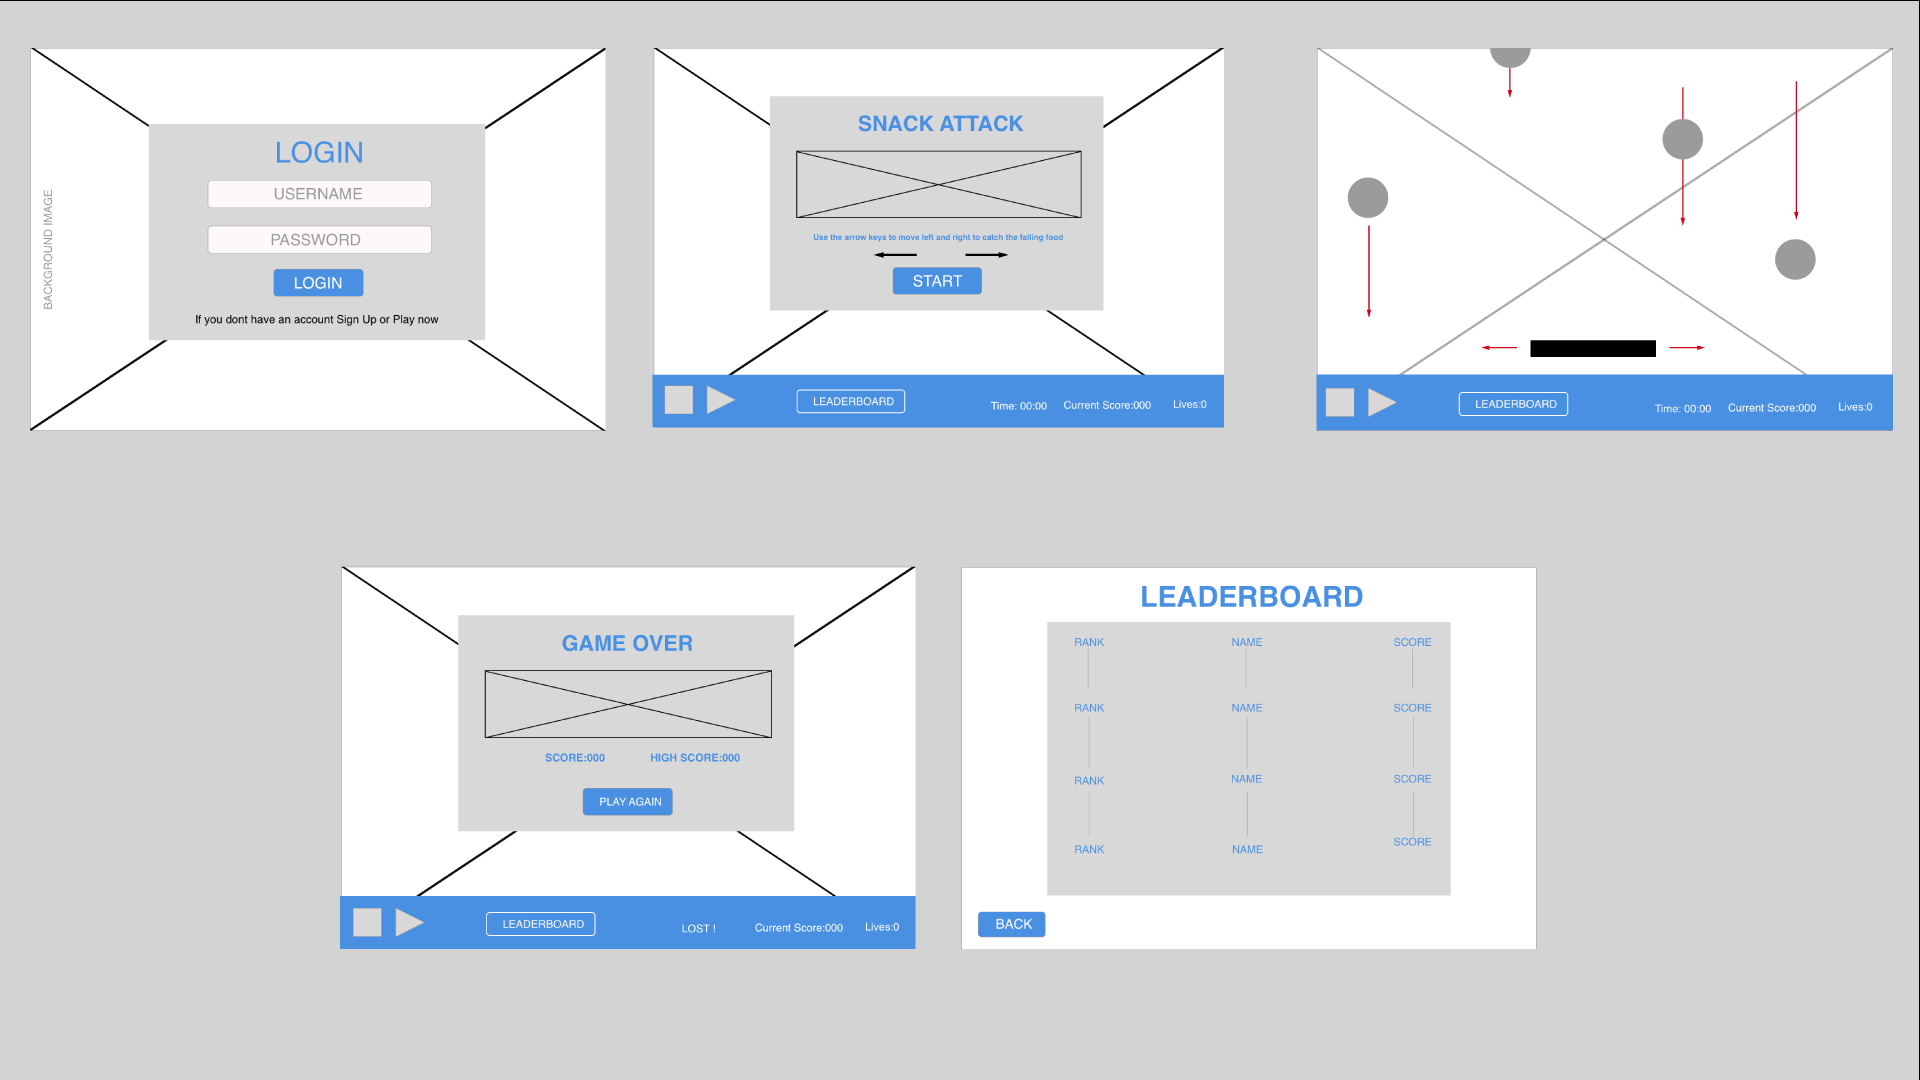 BACKGROUND IMAGE
LOGIN
USERNAME
PASSWORD
LOGIN
If you dont have an account Sign Up or Play now
SNACK ATTACK
Use the arrow keys to move left and right to catch the falling food
START
LEADERBOARD
Time: 00:00
Current Score:000
Lives:0
LEADERBOARD
Time: 00:00
Current Score:000
Lives:0
GAME OVER
SCORE:000
HIGH SCORE:000
PLAY AGAIN
LEADERBOARD
LOST !
Current Score:000
Lives:0
LEADERBOARD
RANK NAME SCORE
RANK NAME SCORE
RANK NAME SCORE
RANK NAME SCORE
BACK